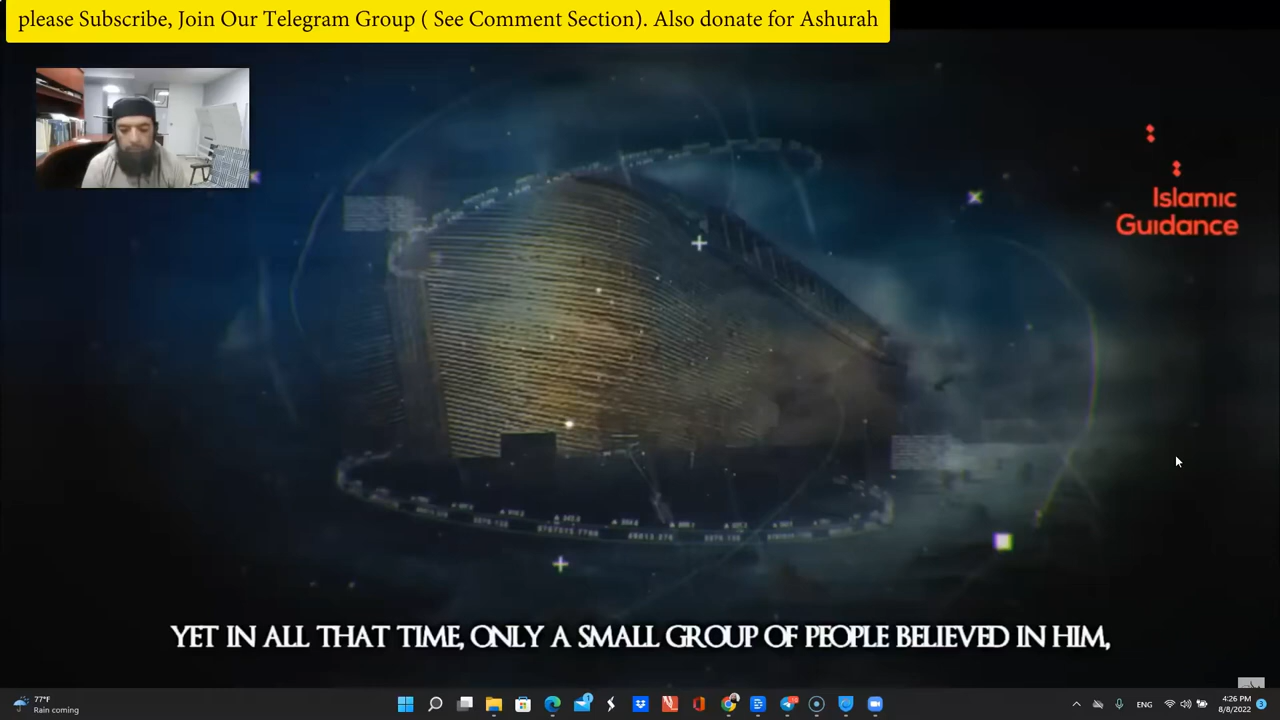 please Subscribe, Join Our Telegram Group ( See Comment Section). Also donate for Ashurah
Islamic
Guidance
YET IN ALL THAT TIME, ONLY A SMALL GROUP OF PEOPLE BELIEVED IN HIM,
77°F
Rain coming
ENG
4:26 PM
8/8/2022